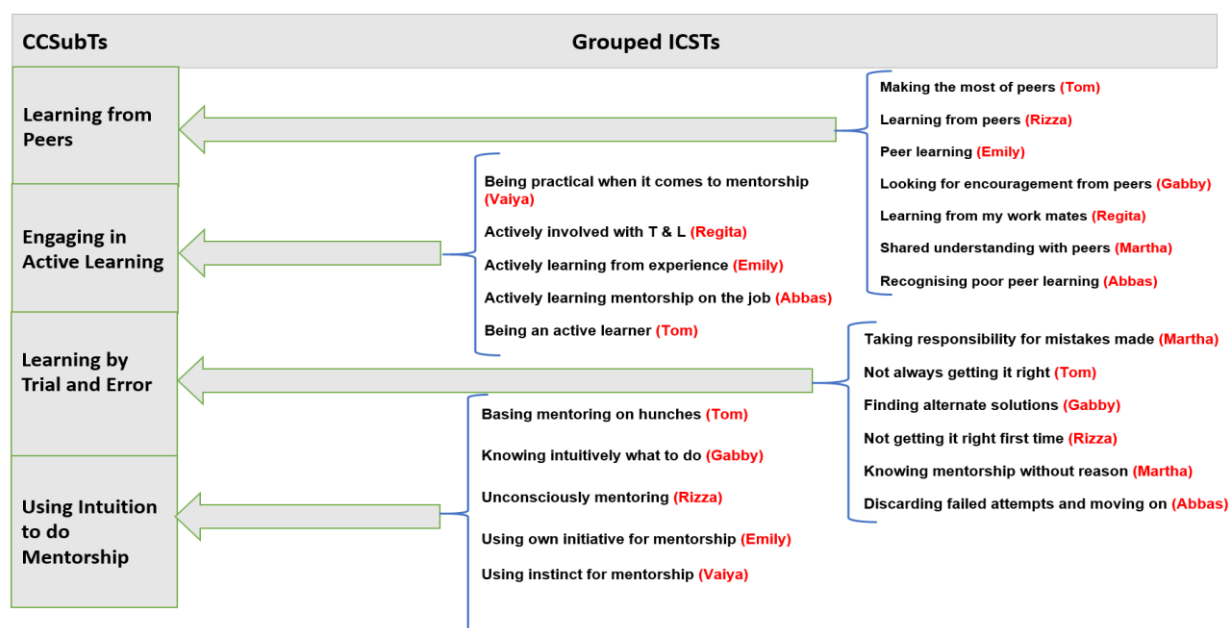 CCSubTs
Grouped ICSTs
Learning from
Peers
Making the most of peers (Tom)
Learning from peers (Rizza)
Peer learning (Emily)
Looking for encouragement from peers (Gabby)
Learning from my work mates (Regita)
Shared understanding with peers (Martha)
Recognising poor peer learning (Abbas)
Engaging in
Active Learning
Being practical when it comes to mentorship
(Vaiya)
Actively involved with T & L (Regita)
Actively learning from experience (Emily)
Actively learning mentorship on the job (Abbas)
Being an active learner (Tom)
Learning by
Trial and Error
Taking responsibility for mistakes made (Martha)
Not always getting it right (Tom)
Finding alternate solutions (Gabby)
Not getting it right first time (Rizza)
Knowing mentorship without reason (Martha)
Discarding failed attempts and moving on (Abbas)
Using Intuition
to do
Mentorship
Basing mentoring on hunches (Tom)
Knowing intuitively what to do (Gabby)
Unconsciously mentoring (Rizza)
Using own initiative for mentorship (Emily)
Using instinct for mentorship (Vaiya)